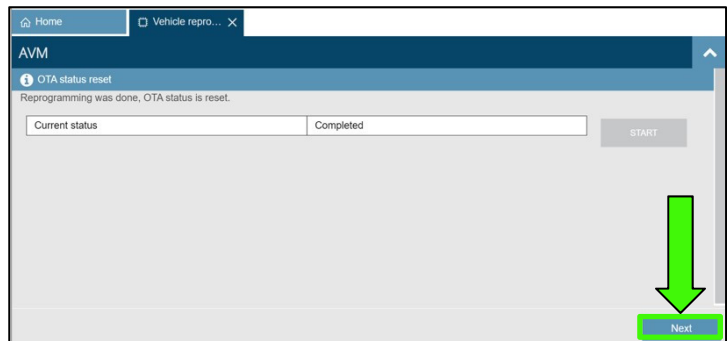 Home
Vehicle repro...
AVM
OTA status reset
Reprogramming was done, OTA status is reset.
Current status Completed
START
Next